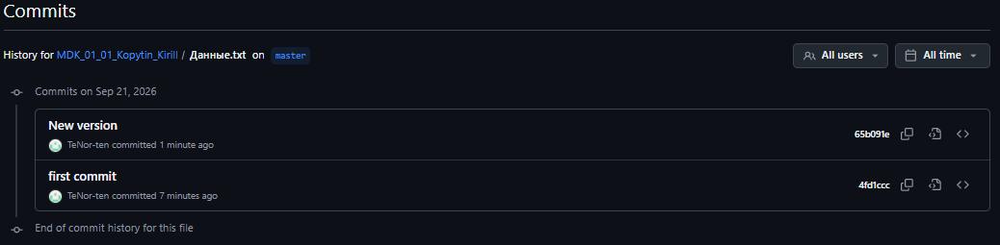 Commits
History for MDK_01_01_Kopytin_Kirill / Данные.txt on master
All users
All time
Commits on Sep 21, 2026
New version
65b091e
TeNor-ten committed 1 minute ago
first commit
4fd1ccc
TeNor-ten committed 7 minutes ago
End of commit history for this file